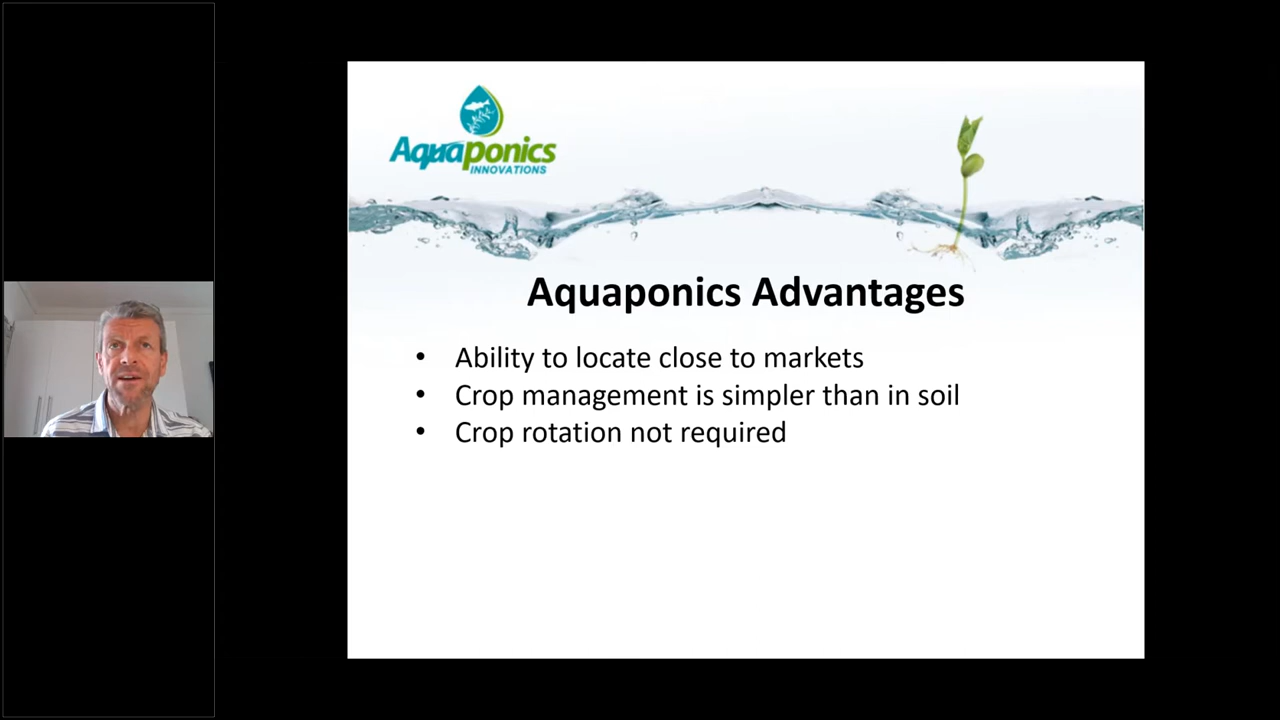 Aquaponics
INNOVATIONS
Aquaponics Advantages
• Ability to locate close to markets
• Crop management is simpler than in soil
• Crop rotation not required